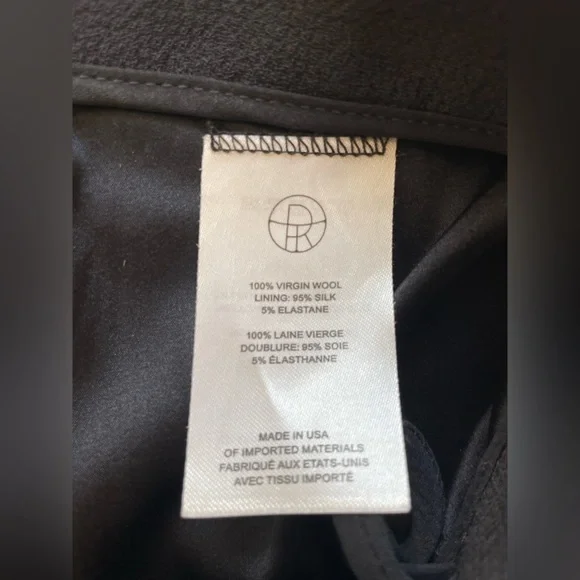 100% VIRGIN WOOL
LINING: 95% SILK
5% ELASTANE
100% LAINE VIERGE
DOUBLURE: 95% SOIE
5% ÉLASTHANNE
MADE IN USA
OF IMPORTED MATERIALS
FABRIQUÉ AUX ETATS-UNIS
AVEC TISSU IMPORTÉ